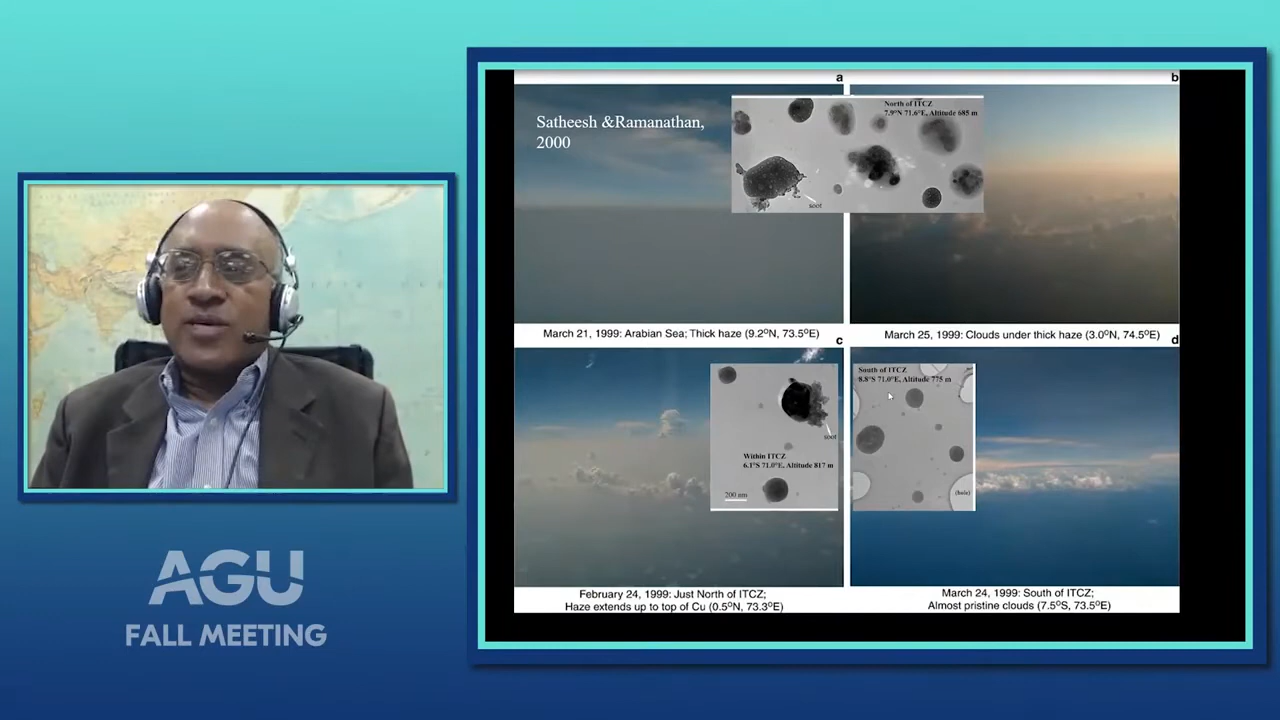 a
b
Satheesh &Ramanathan,
2000
North of ITCZ
7.9°N 71.6°E, Altitude 685 m
soot
March 21, 1999: Arabian Sea; Thick haze (9.2°N, 73.5°E)
March 25, 1999: Clouds under thick haze (3.0°N, 74.5°E)
c
d
soot
Within ITCZ
6.1°S 71.0°E, Altitude 817 m
200 nm
South of ITCZ
8.8°S 71.0°E, Altitude 775 m
(hole)
February 24, 1999: Just North of ITCZ;
Haze extends up to top of Cu (0.5°N, 73.3°E)
March 24, 1999: South of ITCZ;
Almost pristine clouds (7.5°S, 73.5°E)
AGU
FALL MEETING